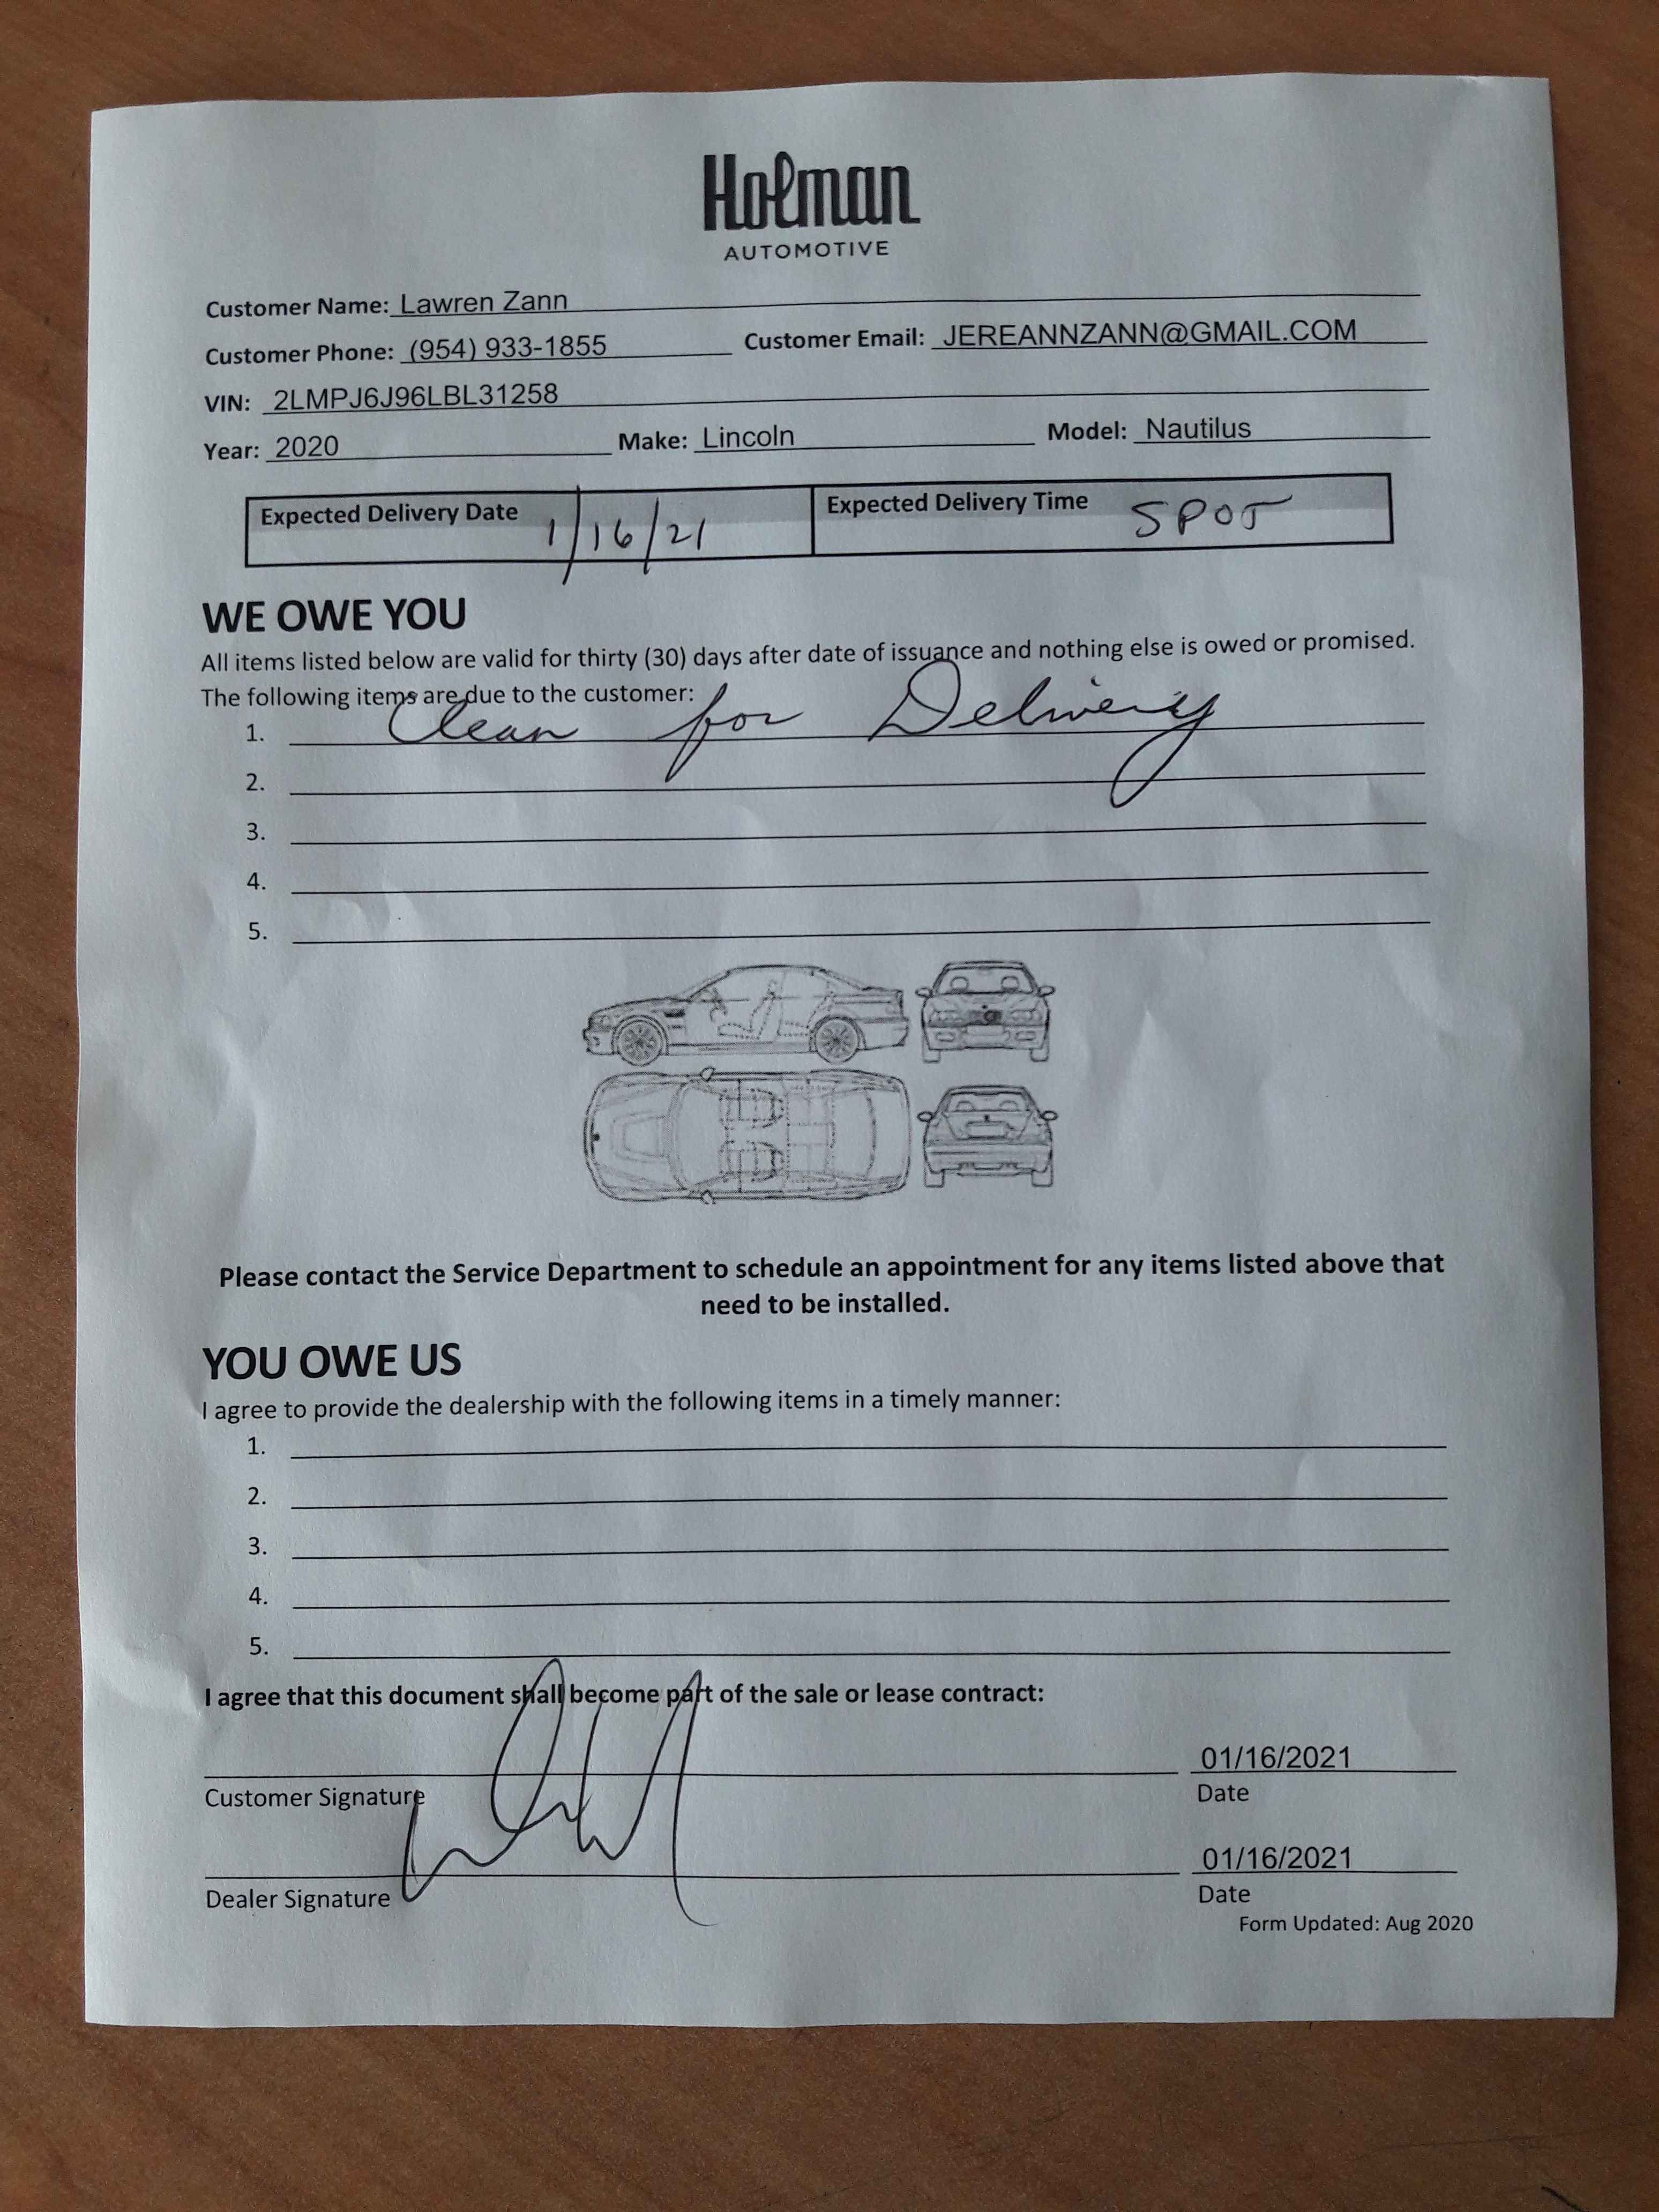 Holman
AUTOMOTIVE
Customer Name: Lawren Zann
Customer Phone: (954) 933-1855 Customer Email: JEREANNZANN@GMAIL.COM
VIN: 2LMPJ6J96LBL31258
Year: 2020 Make: Lincoln Model: Nautilus
Expected Delivery Date 1/16/21 Expected Delivery Time SPOT
WE OWE YOU
All items listed below are valid for thirty (30) days after date of issuance and nothing else is owed or promised.
The following items are due to the customer:
1. Clean for Delivery
2.
3.
4.
5.
Please contact the Service Department to schedule an appointment for any items listed above that
need to be installed.
YOU OWE US
I agree to provide the dealership with the following items in a timely manner:
1.
2.
3.
4.
5.
I agree that this document shall become part of the sale or lease contract:
01/16/2021
Customer Signature Date
01/16/2021
Dealer Signature Date
Form Updated: Aug 2020